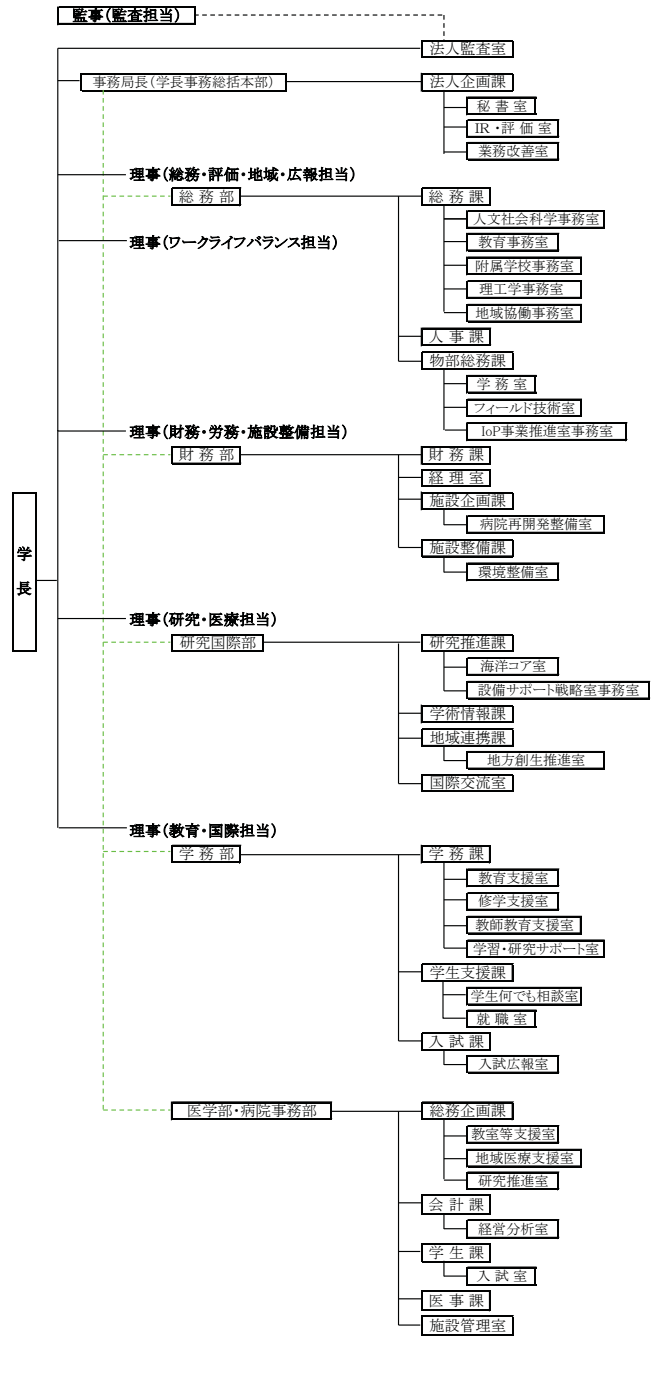 監事（監査担当）
法人監査室
事務局長（学長事務総括本部）
法人企画課
秘書室
IR・評価室
業務改善室
理事（総務・評価・地域・広報担当）
総務部
総務課
人文社会科学事務室
理事（ワークライフバランス担当）
教育事務室
附属学校事務室
理工学事務室
地域協働事務室
人事課
物部総務課
学務室
フィールド技術室
理事（財務・労務・施設整備担当）
IoP事業推進室事務室
財務部
財務課
経理室
施設企画課
病院再開発整備室
施設整備課
環境整備室
学長
理事（研究・医療担当）
研究国際部
研究推進課
海洋コア室
設備サポート戦略室事務室
学術情報課
地域連携課
地方創生推進室
国際交流室
理事（教育・国際担当）
学務部
学務課
教育支援室
修学支援室
教師教育支援室
学習・研究サポート室
学生支援課
学生何でも相談室
就職室
入試課
入試広報室
医学部・病院事務部
総務企画課
教室等支援室
地域医療支援室
研究推進室
会計課
経営分析室
学生課
入試室
医事課
施設管理室